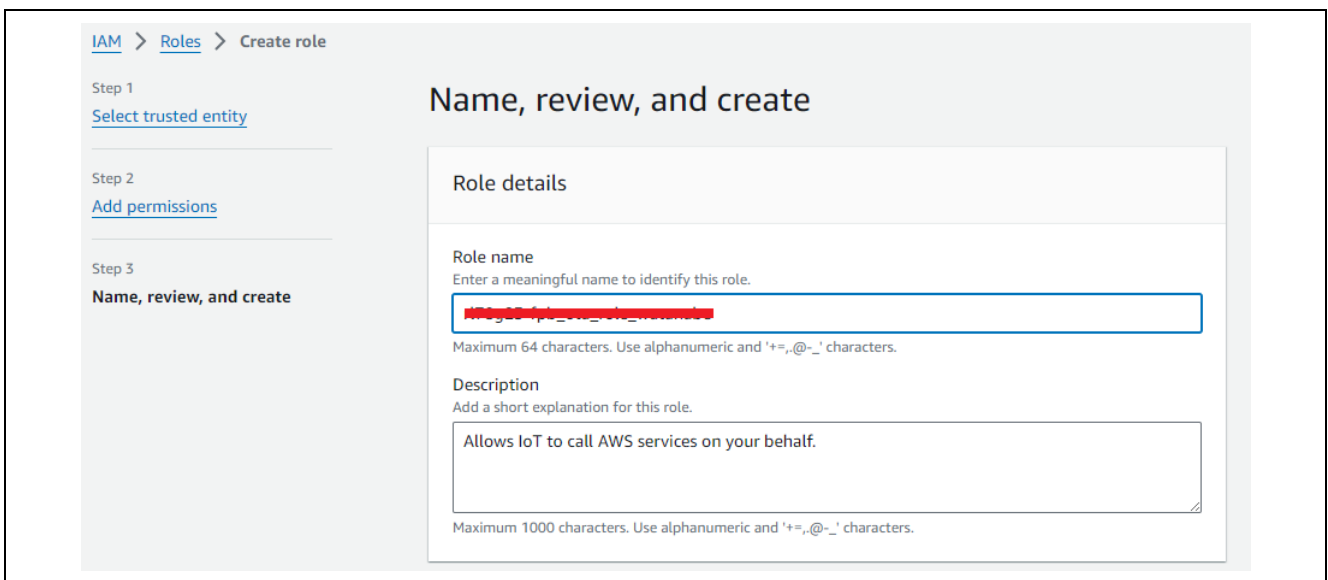 IAM > Roles > Create role
Step 1
Select trusted entity
Step 2
Add permissions
Step 3
Name, review, and create
Name, review, and create
Role details
Role name
Enter a meaningful name to identify this role.
Maximum 64 characters. Use alphanumeric and '+=,.@-_' characters.
Description
Add a short explanation for this role.
Allows IoT to call AWS services on your behalf.
Maximum 1000 characters. Use alphanumeric and '+=,.@-_' characters.